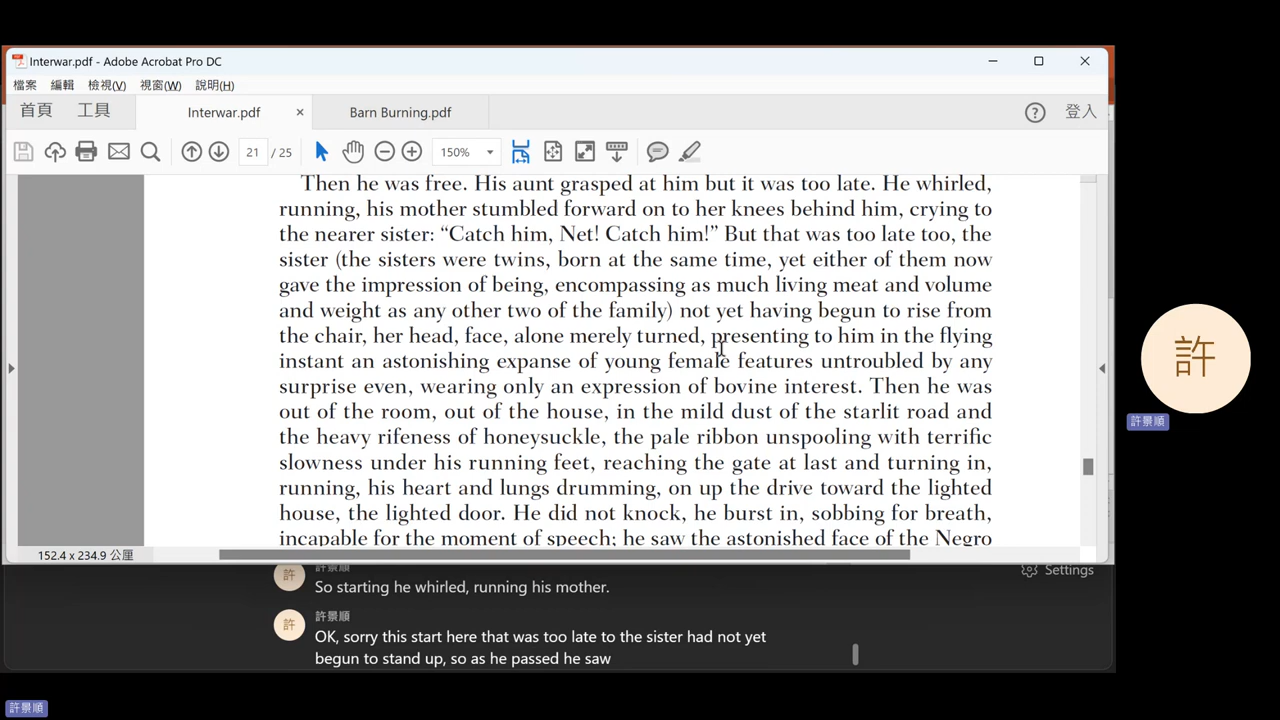 Interwar.pdf - Adobe Acrobat Pro DC
檔案 編輯 檢視(V) 視窗(W) 說明(H)
首頁 工具 Interwar.pdf × Barn Burning.pdf ? 登入
21 / 25 150%
Then he was free. His aunt grasped at him but it was too late. He whirled,
running, his mother stumbled forward on to her knees behind him, crying to
the nearer sister: “Catch him, Net! Catch him!” But that was too late too, the
sister (the sisters were twins, born at the same time, yet either of them now
gave the impression of being, encompassing as much living meat and volume
and weight as any other two of the family) not yet having begun to rise from
the chair, her head, face, alone merely turned, presenting to him in the flying
instant an astonishing expanse of young female features untroubled by any
surprise even, wearing only an expression of bovine interest. Then he was
out of the room, out of the house, in the mild dust of the starlit road and
the heavy rifeness of honeysuckle, the pale ribbon unspooling with terrific
slowness under his running feet, reaching the gate at last and turning in,
running, his heart and lungs drumming, on up the drive toward the lighted
house, the lighted door. He did not knock, he burst in, sobbing for breath,
incapable for the moment of speech; he saw the astonished face of the Negro
152.4 x 234.9 公厘
許
許景順
Settings
許 許景順
So starting he whirled, running his mother.
許 許景順
OK, sorry this start here that was too late to the sister had not yet
begun to stand up, so as he passed he saw
許景順